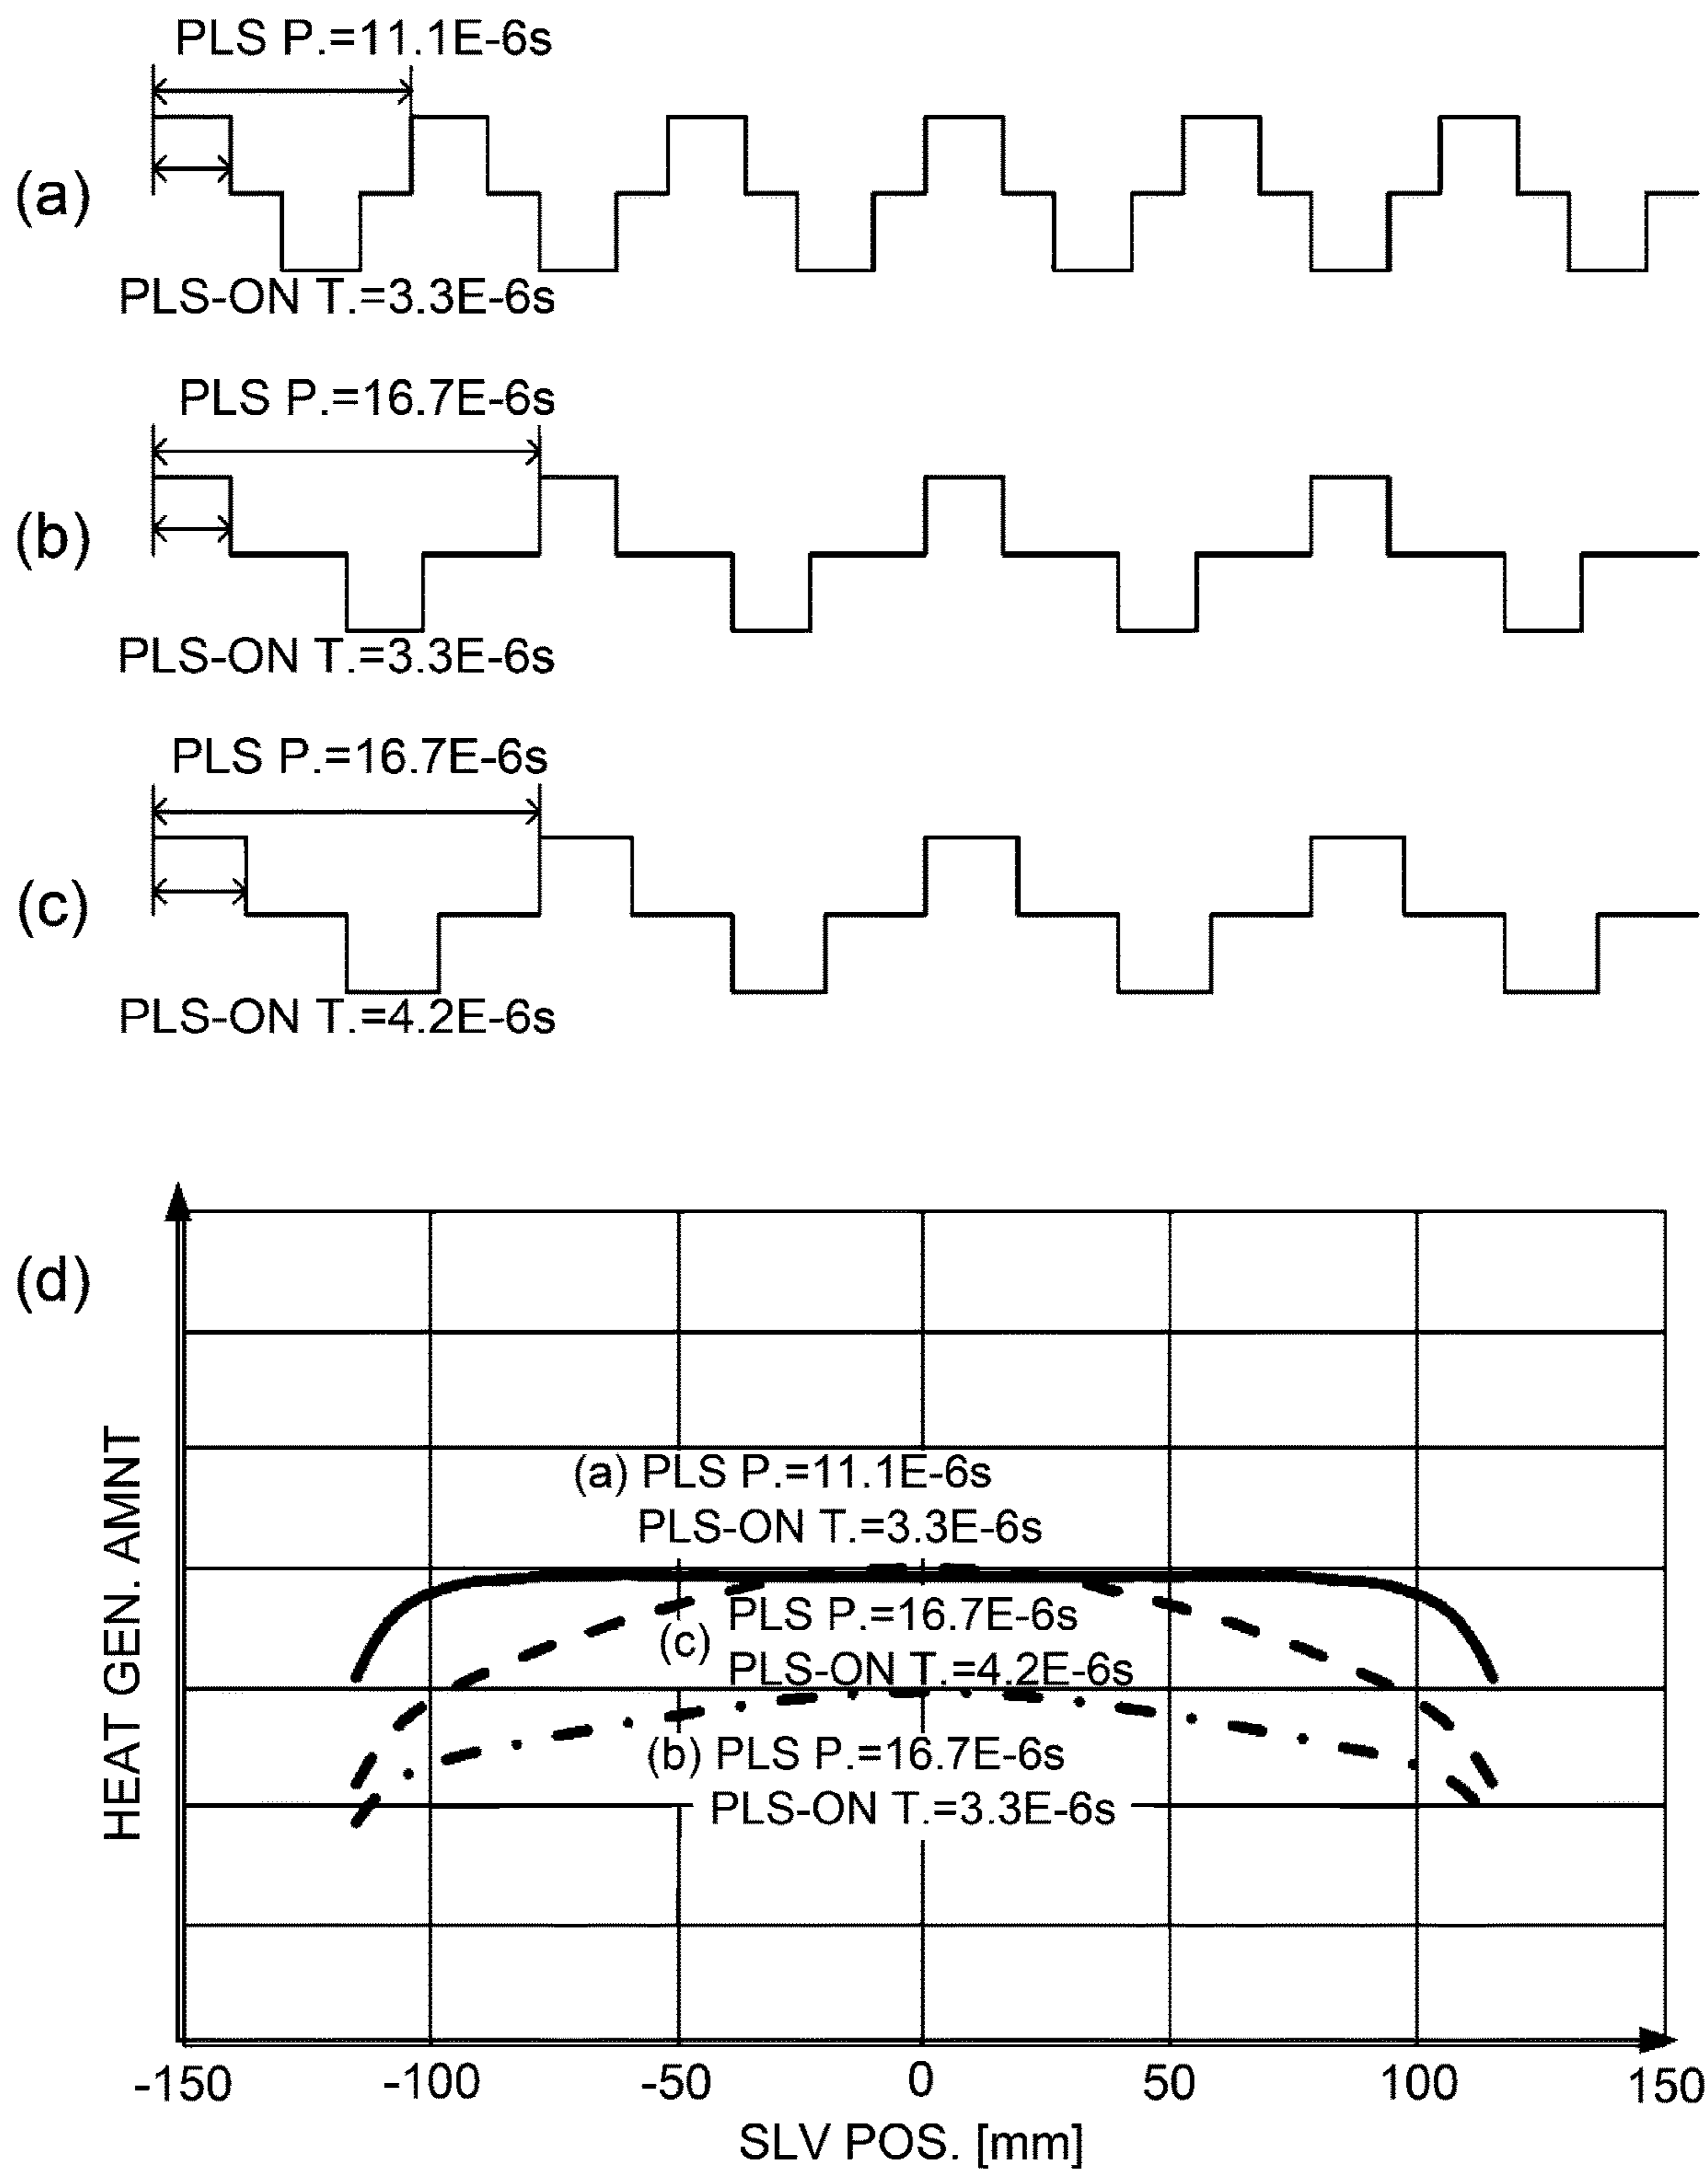 PLS P.=11.1E-6s
(a)
PLS-ON T.=3.3E-6s
PLS P.=16.7E-6s
(b)
PLS-ON T.=3.3E-6s
PLS P.=16.7E-6s
(c)
PLS-ON T.=4.2E-6s
(d)
HEAT GEN. AMNT
(a) PLS P.=11.1E-6s
PLS-ON T.=3.3E-6s
PLS P.=16.7E-6s
(c)
PLS-ON T.=4.2E-6s
(b) PLS P.=16.7E-6s
PLS-ON T.=3.3E-6s
-150 -100 -50 0 50 100 150
SLV POS. [mm]